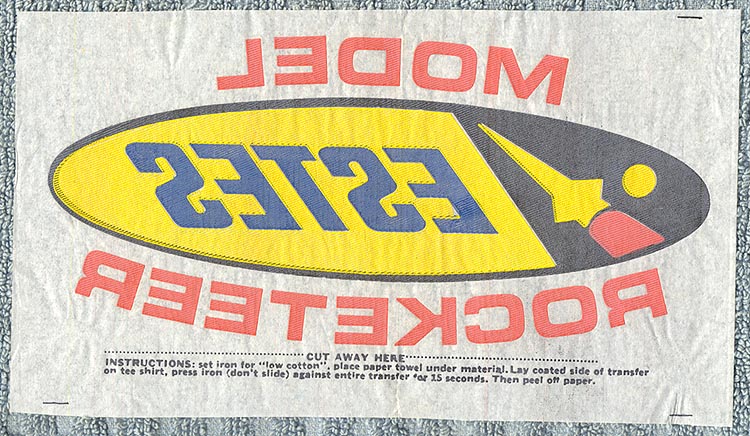 MODEL
ESTES
ROCKETEER
CUT AWAY HERE
INSTRUCTIONS: set iron for "low cotton", place paper towel under material. Lay coated side of transfer
on tee shirt, press iron (don't slide) against entire transfer for 15 seconds. Then peel off paper.